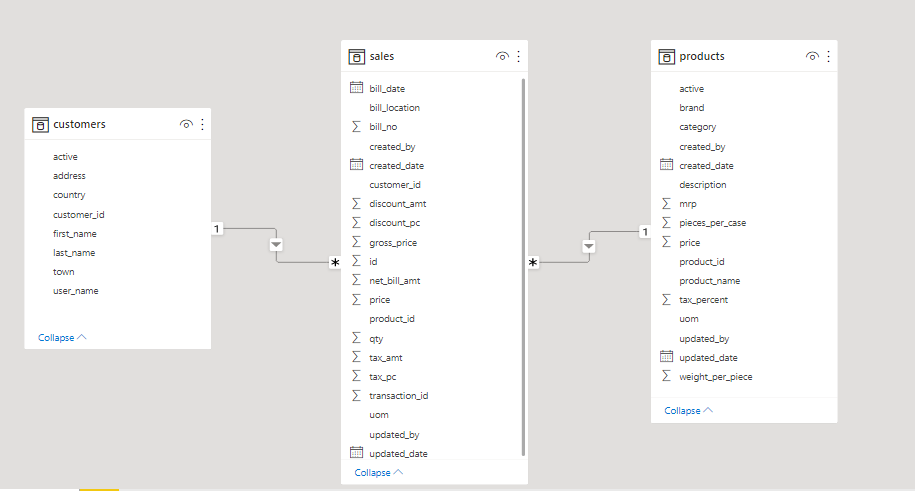 customers
active
address
country
customer_id
first_name
last_name
town
user_name
Collapse
1
*
sales
bill_date
bill_location
bill_no
created_by
created_date
customer_id
discount_amt
discount_pc
gross_price
id
net_bill_amt
price
product_id
qty
tax_amt
tax_pc
transaction_id
uom
updated_by
updated_date
Collapse
*
1
products
active
brand
category
created_by
created_date
description
mrp
pieces_per_case
price
product_id
product_name
tax_percent
uom
updated_by
updated_date
weight_per_piece
Collapse